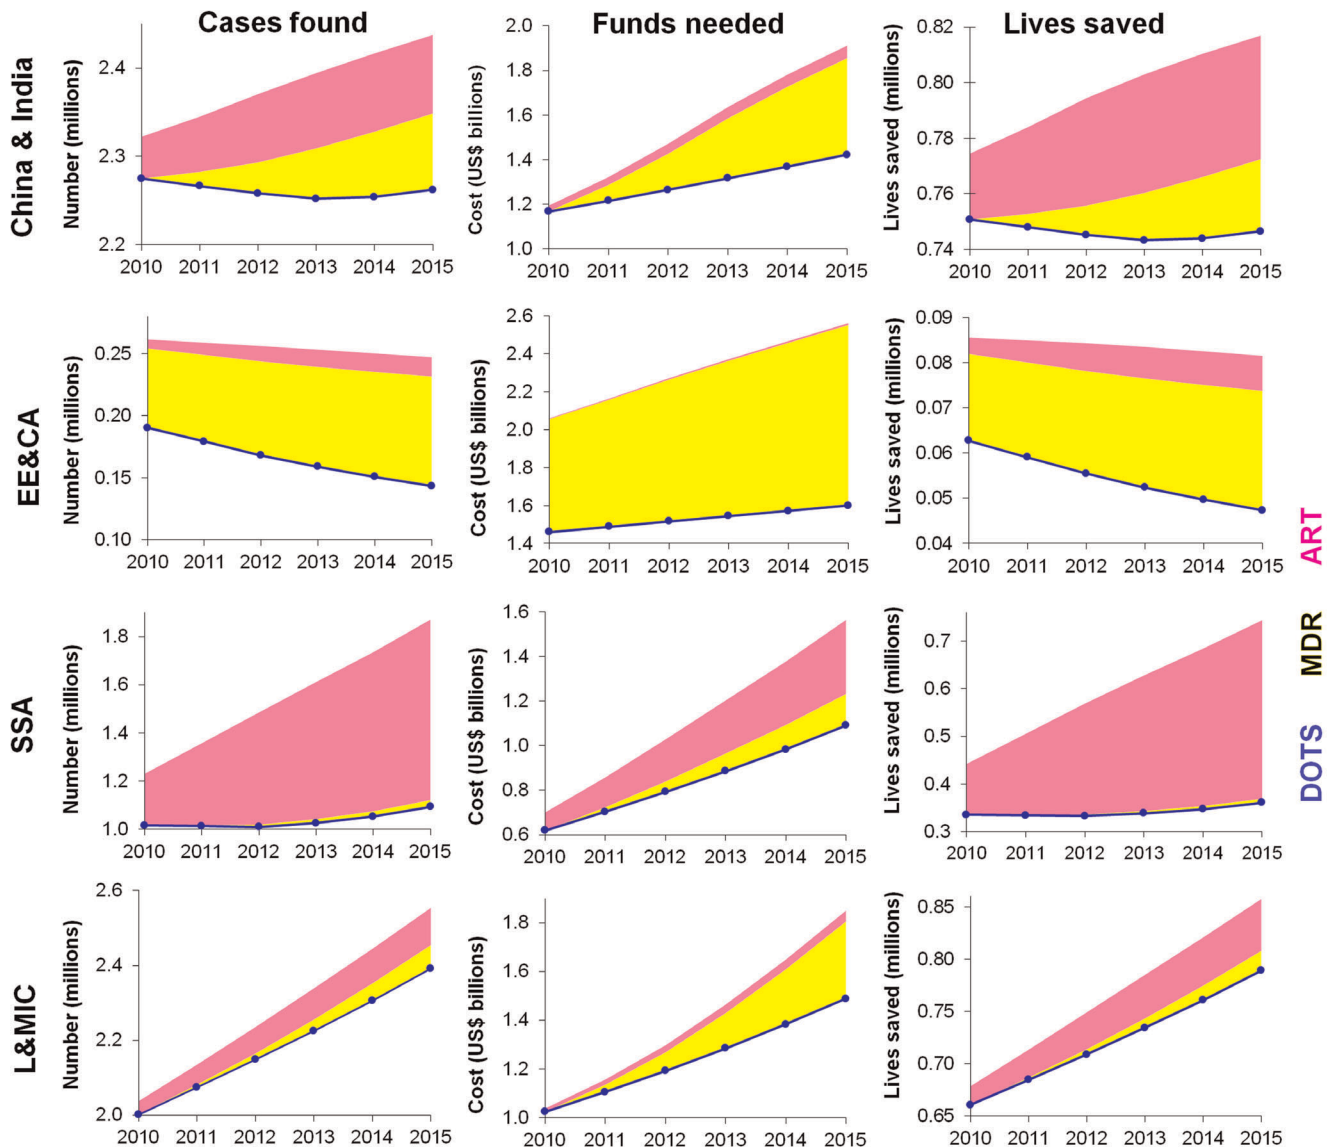 Cases found
Funds needed
Lives saved
China & India
Number (millions)
2.4
2.3
2.2
2010 2011 2012 2013 2014 2015
Cost (US$ billions)
2.0
1.8
1.6
1.4
1.2
1.0
2010 2011 2012 2013 2014 2015
Lives saved (millions)
0.82
0.80
0.78
0.76
0.74
2010 2011 2012 2013 2014 2015
EE&CA
Number (millions)
0.25
0.20
0.15
0.10
2010 2011 2012 2013 2014 2015
Cost (US$ billions)
2.6
2.4
2.2
2.0
1.8
1.6
1.4
2010 2011 2012 2013 2014 2015
Lives saved (millions)
0.09
0.08
0.07
0.06
0.05
0.04
2010 2011 2012 2013 2014 2015
SSA
Number (millions)
1.8
1.6
1.4
1.2
1.0
2010 2011 2012 2013 2014 2015
Cost (US$ billions)
1.6
1.4
1.2
1.0
0.8
0.6
2010 2011 2012 2013 2014 2015
Lives saved (millions)
0.7
0.6
0.5
0.4
0.3
2010 2011 2012 2013 2014 2015
L&MIC
Number (millions)
2.6
2.4
2.2
2.0
2010 2011 2012 2013 2014 2015
Cost (US$ billions)
1.8
1.6
1.4
1.2
1.0
2010 2011 2012 2013 2014 2015
Lives saved (millions)
0.85
0.80
0.75
0.70
0.65
2010 2011 2012 2013 2014 2015
DOTS MDR ART